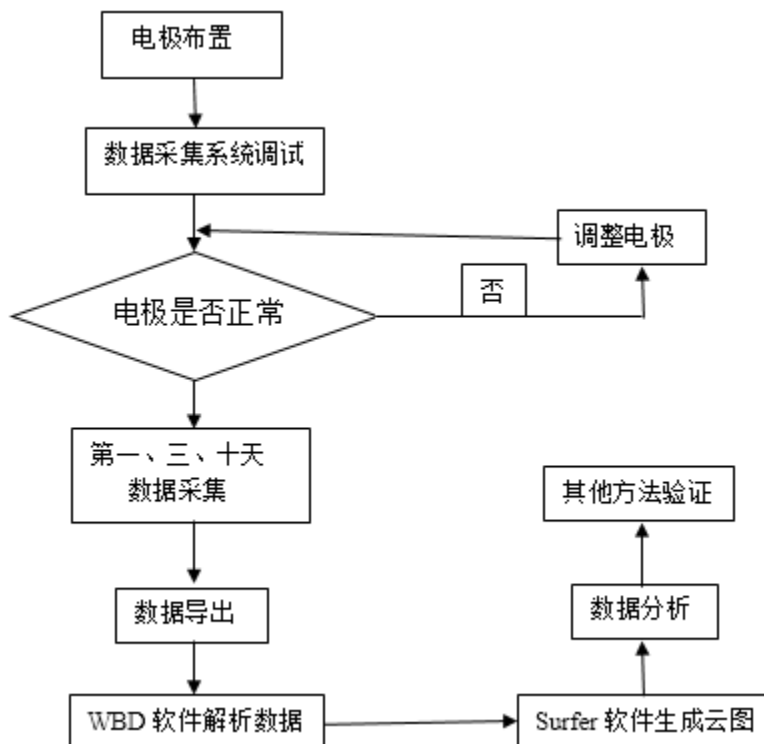 电极布置
数据采集系统调试
调整电极
否
电极是否正常
第一、三、十天
数据采集
其他方法验证
数据导出
数据分析
WBD 软件解析数据
Surfer 软件生成云图